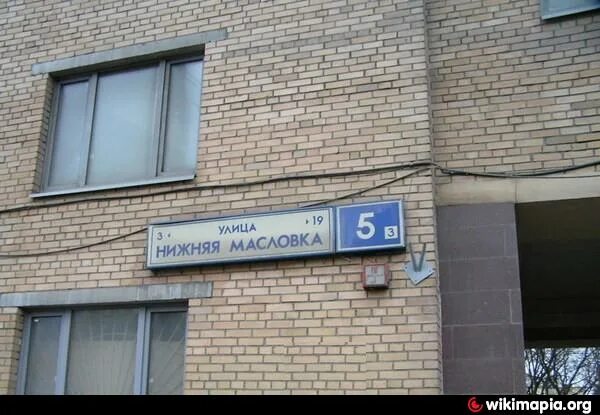 3 ◂ УЛИЦА ▸ 19
НИЖНЯЯ МАСЛОВКА
5 3
wikimapia.org